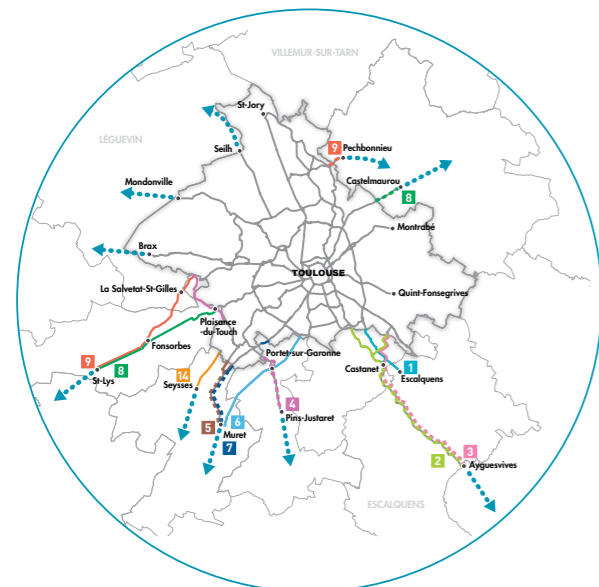 VILLEMUR-SUR-TARN
St-Jory
LÉGUEVIN
Seilh
9
Pechbonnieu
Castelmaurou
8
Mondonville
Montrabé
Brax
TOULOUSE
La Salvetat-St-Gilles
Quint-Fonsegrives
Plaisance
-du-Touch
Fonsorbes
Portet-sur-Garonne
9
St-Lys
8
14
Seysses
Castanet
1
Escalquens
4
Pins-Justaret
5
6
Muret
7
3
2
Ayguesvives
ESCALQUENS